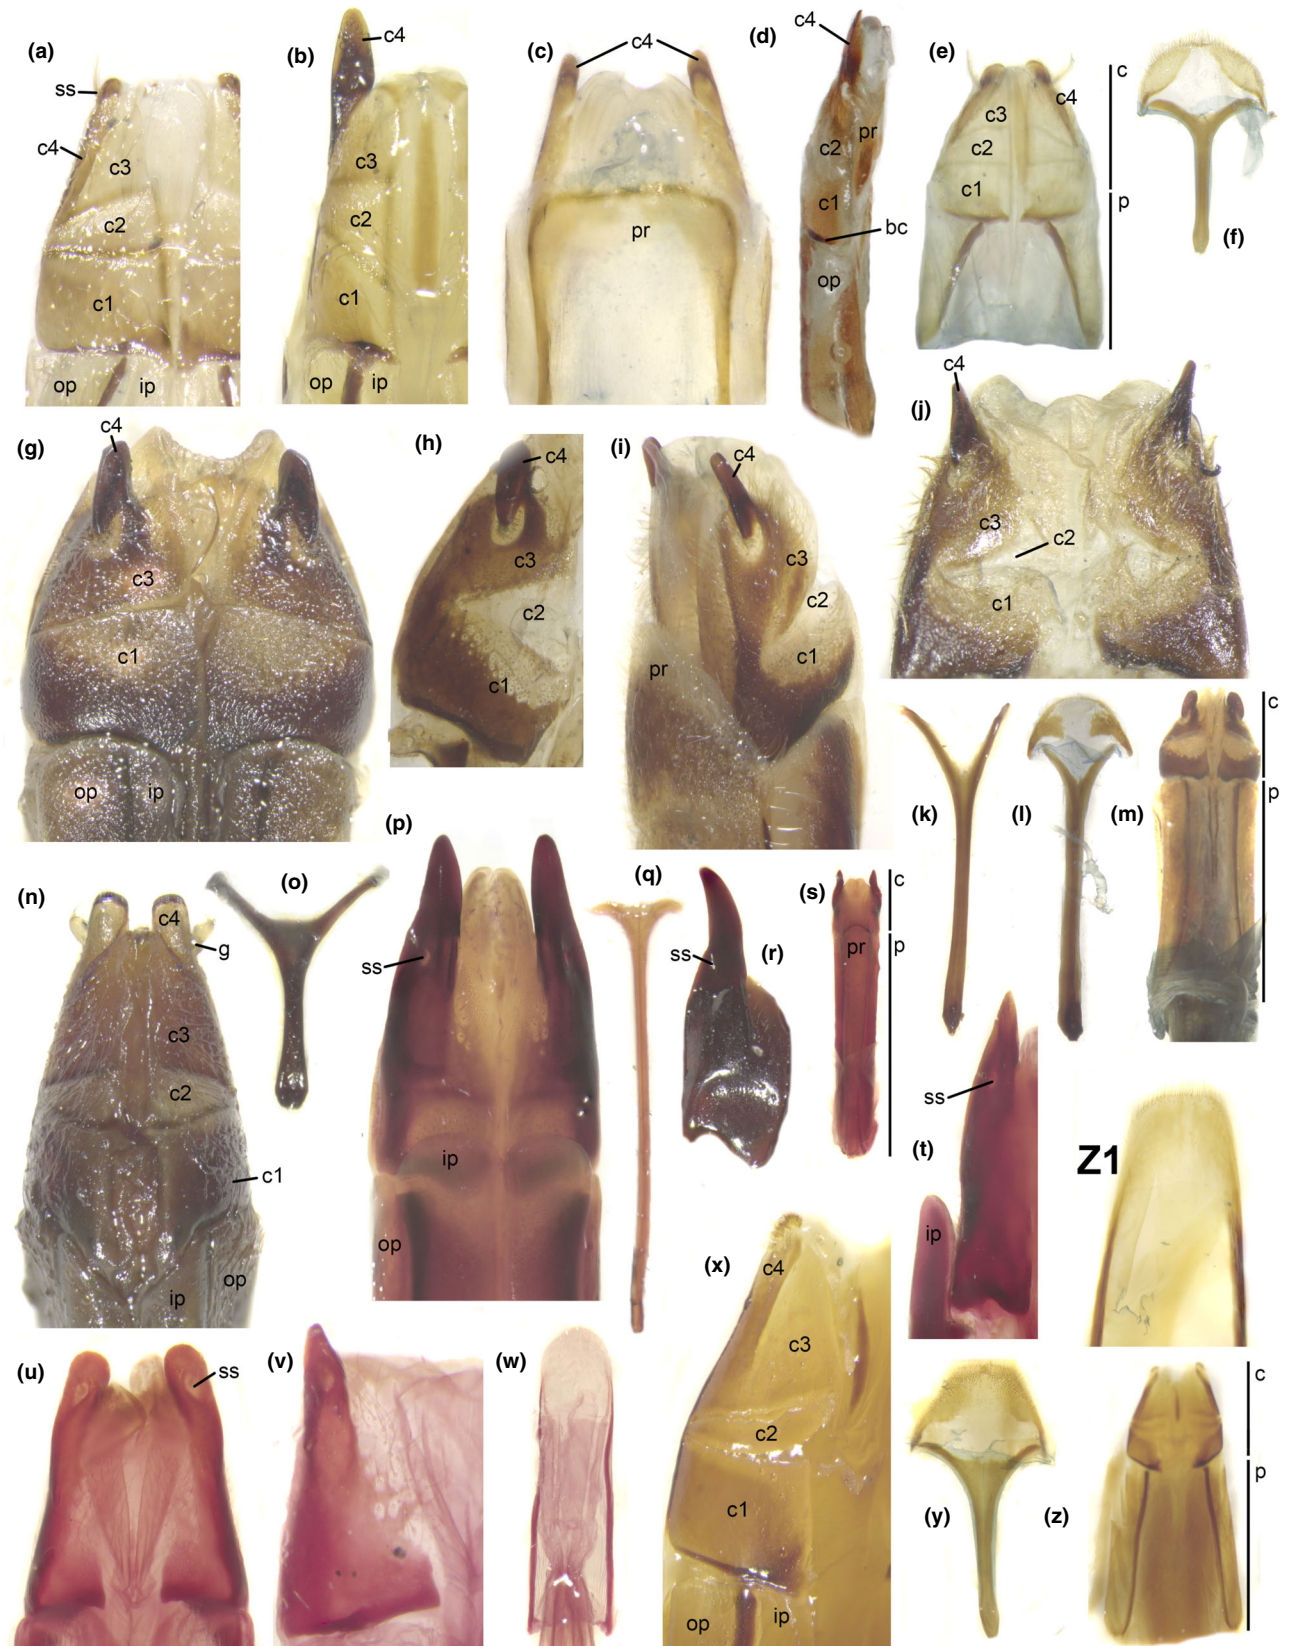 (a)
ss
c4
c3
c2
c1
op
ip
(b)
c4
c3
c2
c1
op
ip
(c)
c4
pr
(d)
c4
pr
c2
c1
bc
op
(e)
c4
c3
c2
c1
c
p
(f)
(g)
c4
c3
c1
op
ip
(h)
c4
c3
c2
c1
(i)
c4
c3
c2
c1
pr
(j)
c4
c3
c2
c1
(k)
(l)
(m)
c
p
(n)
c4
g
c3
c2
c1
op
ip
(o)
(p)
ss
ip
op
(q)
(r)
ss
(s)
c
pr
p
(t)
ss
ip
Z1
(u)
ss
(v)
(w)
(x)
c4
c3
c2
c1
op
ip
(y)
(z)
c
p